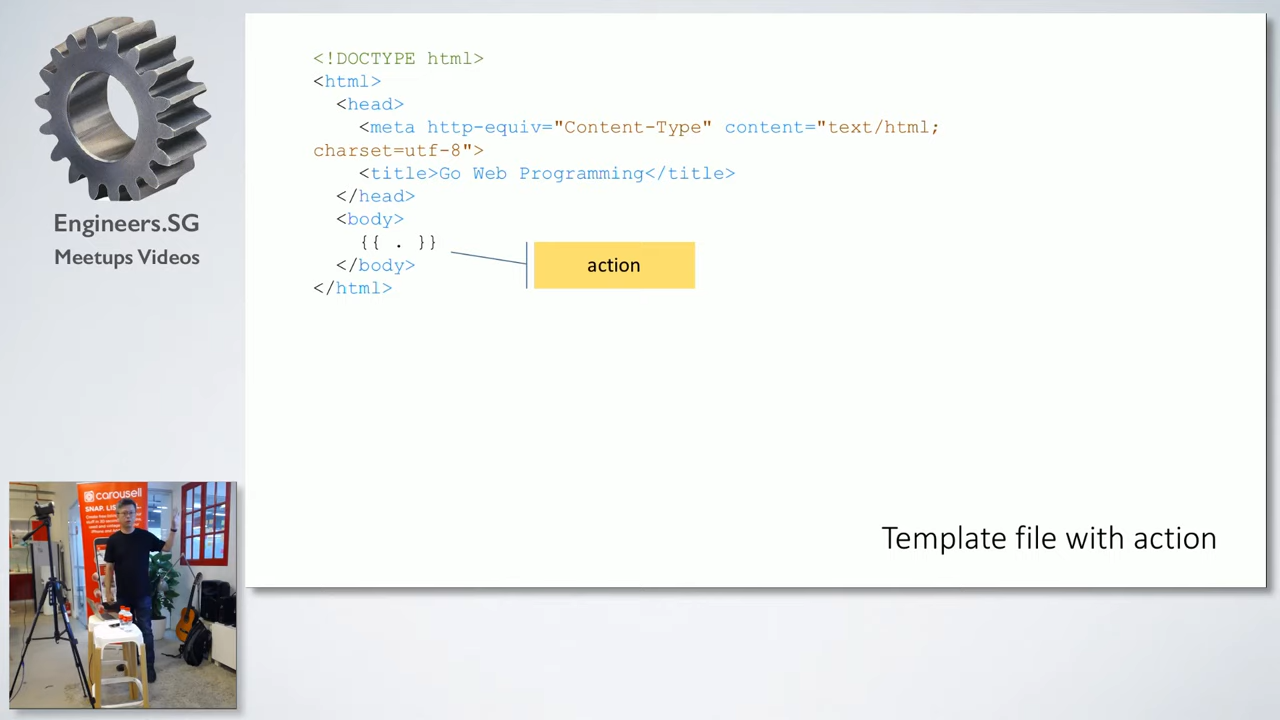 Engineers.SG
Meetups Videos
<!DOCTYPE html>
<html>
<head>
<meta http-equiv="Content-Type" content="text/html;
charset=utf-8">
<title>Go Web Programming</title>
</head>
<body>
{{ . }}
</body>
</html>
action
Template file with action
carousell